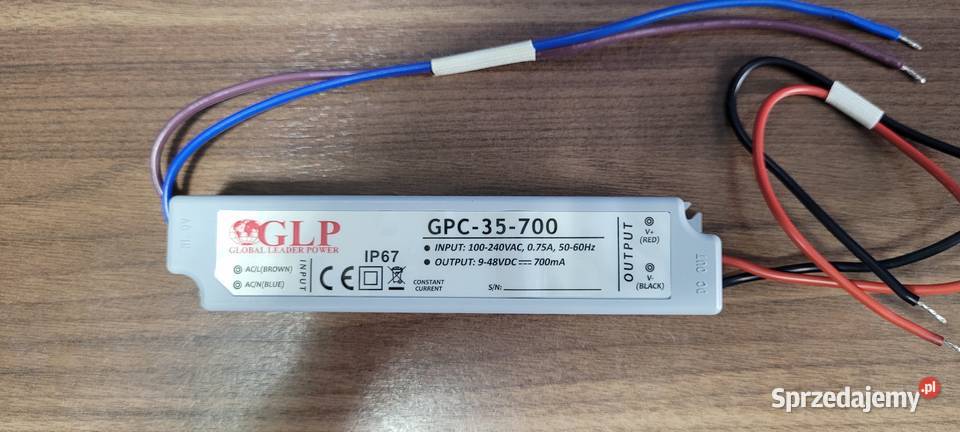 GLP
GLOBAL LEADER POWER
AC/L(BROWN)
AC/N(BLUE)
INPUT
IP67
CE
GPC-35-700
● INPUT: 100-240VAC, 0.75A, 50-60Hz
● OUTPUT: 9-48VDC⎓700mA
CONSTANT
CURRENT
S/N:
OUTPUT
V+
(RED)
V-
(BLACK)
DC OUT
Sprzedajemy.pl